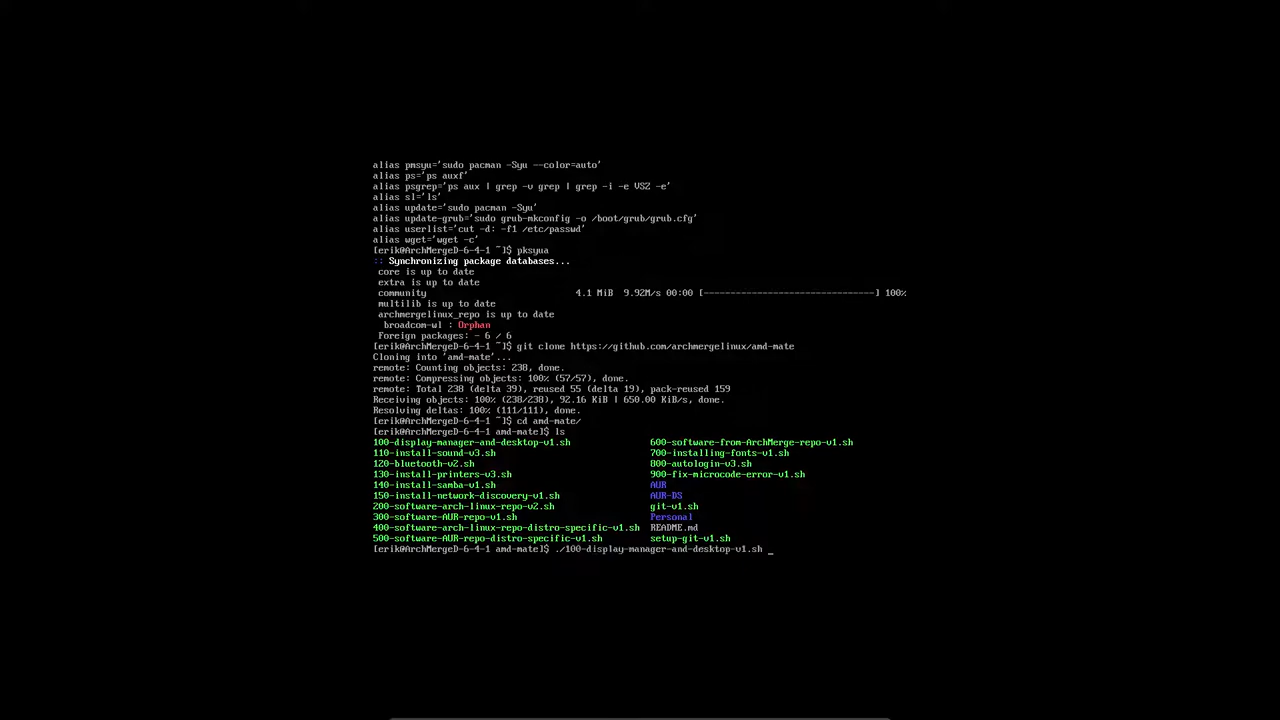 alias pmsyu='sudo pacman -Syu --color=auto'
alias ps='ps auxf'
alias psgrep='ps aux | grep -v grep | grep -i -e VSZ -e'
alias sl='ls'
alias update='sudo pacman -Syu'
alias update-grub='sudo grub-mkconfig -o /boot/grub/grub.cfg'
alias userlist='cut -d: -f1 /etc/passwd'
alias wget='wget -c'
[erik@ArchMergeD-6-4-1 ~]$ pksyua
:: Synchronizing package databases...
core is up to date
extra is up to date
community 4.1 MiB 9.92M/s 00:00 [--------------------------------] 100%
multilib is up to date
archmergelinux_repo is up to date
broadcom-wl : Orphan
Foreign packages: - 6 / 6
[erik@ArchMergeD-6-4-1 ~]$ git clone https://github.com/archmergelinux/amd-mate
Cloning into 'amd-mate'...
remote: Counting objects: 238, done.
remote: Compressing objects: 100% (57/57), done.
remote: Total 238 (delta 39), reused 55 (delta 19), pack-reused 159
Receiving objects: 100% (238/238), 92.16 KiB | 650.00 KiB/s, done.
Resolving deltas: 100% (111/111), done.
[erik@ArchMergeD-6-4-1 ~]$ cd amd-mate/
[erik@ArchMergeD-6-4-1 amd-mate]$ ls
100-display-manager-and-desktop-v1.sh 600-software-from-ArchMerge-repo-v1.sh
110-install-sound-v3.sh 700-installing-fonts-v1.sh
120-bluetooth-v2.sh 800-autologin-v3.sh
130-install-printers-v3.sh 900-fix-microcode-error-v1.sh
140-install-samba-v1.sh AUR
150-install-network-discovery-v1.sh AUR-DS
200-software-arch-linux-repo-v2.sh git-v1.sh
300-software-AUR-repo-v1.sh Personal
400-software-arch-linux-repo-distro-specific-v1.sh README.md
500-software-AUR-repo-distro-specific-v1.sh setup-git-v1.sh
[erik@ArchMergeD-6-4-1 amd-mate]$ ./100-display-manager-and-desktop-v1.sh _